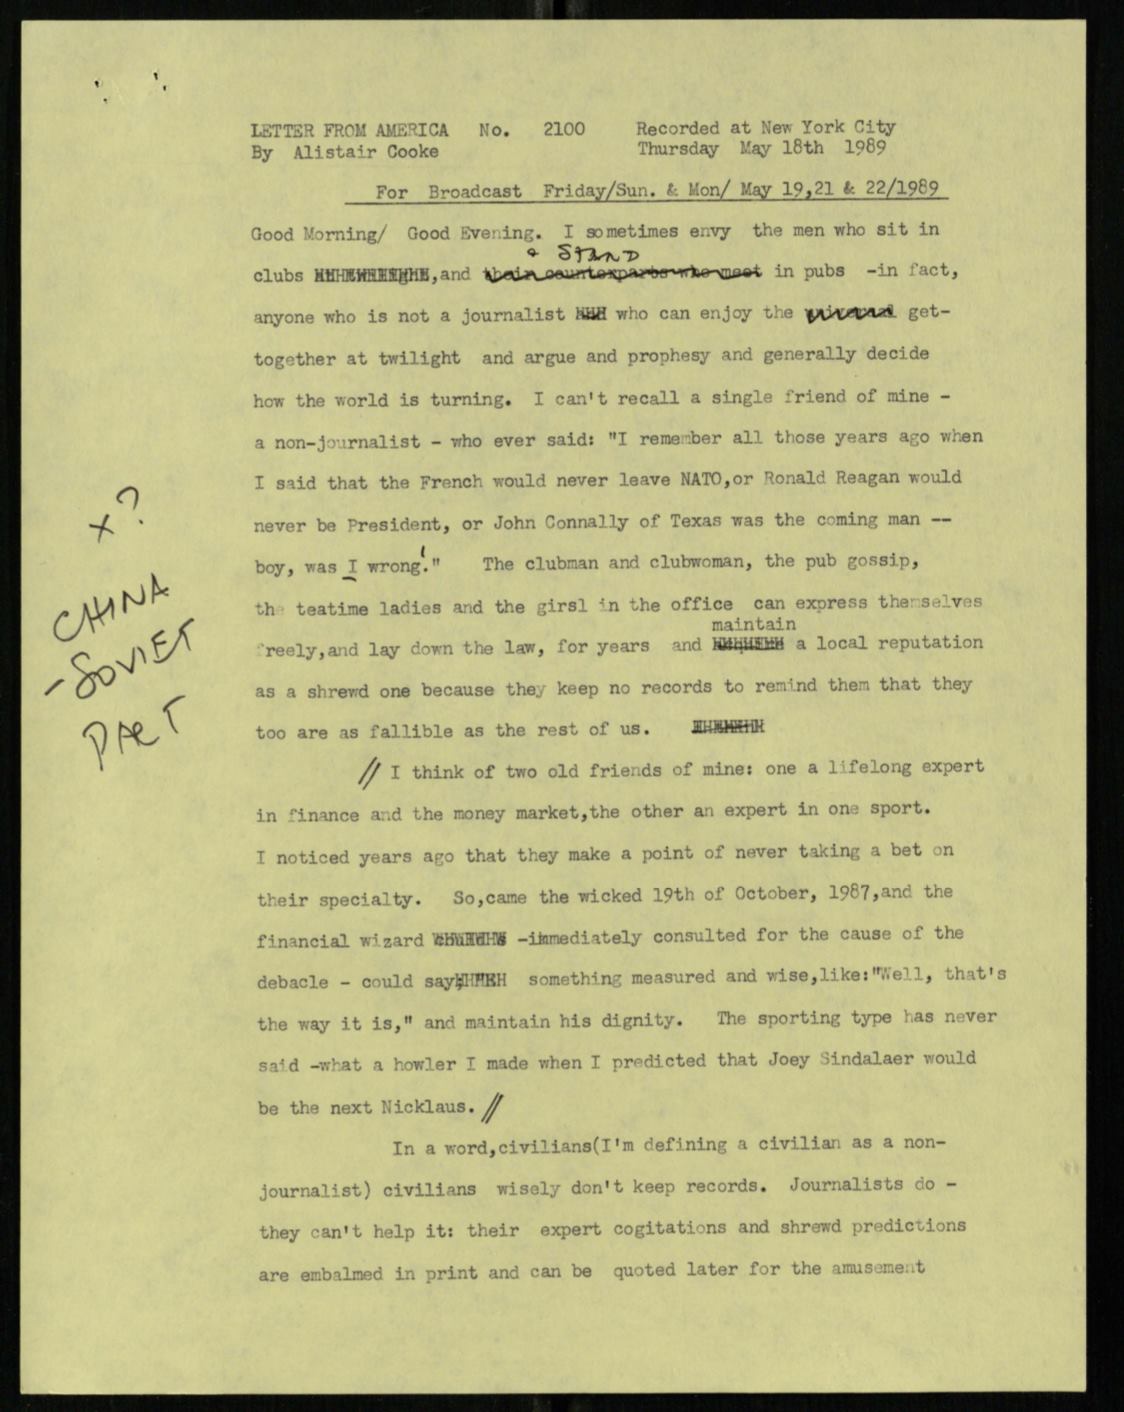 LETTER FROM AMERICA No. 2100 Recorded at New York City
By Alistair Cooke Thursday May 18th 1989
For Broadcast Friday/Sun. & Mon/ May 19,21 & 22/1989
Good Morning/ Good Evening. I sometimes envy the men who sit in
& STAND
clubs ,and their counterparts who meet in pubs -in fact,
anyone who is not a journalist who can enjoy the get-
together at twilight and argue and prophesy and generally decide
how the world is turning. I can't recall a single friend of mine -
a non-journalist - who ever said: "I remember all those years ago when
I said that the French would never leave NATO,or Ronald Reagan would
never be President, or John Connally of Texas was the coming man --
boy, was I wrong!" The clubman and clubwoman, the pub gossip,
the teatime ladies and the girsl in the office can express themselves
maintain
freely,and lay down the law, for years and a local reputation
as a shrewd one because they keep no records to remind them that they
too are as fallible as the rest of us.
// I think of two old friends of mine: one a lifelong expert
in finance and the money market,the other an expert in one sport.
I noticed years ago that they make a point of never taking a bet on
their specialty. So,came the wicked 19th of October, 1987,and the
financial wizard -immediately consulted for the cause of the
debacle - could say something measured and wise,like:"Well, that's
the way it is," and maintain his dignity. The sporting type has never
said -what a howler I made when I predicted that Joey Sindalaer would
be the next Nicklaus. //
In a word,civilians(I'm defining a civilian as a non-
journalist) civilians wisely don't keep records. Journalists do -
they can't help it: their expert cogitations and shrewd predictions
are embalmed in print and can be quoted later for the amusement
x?
CHINA
-SOVIET
PART